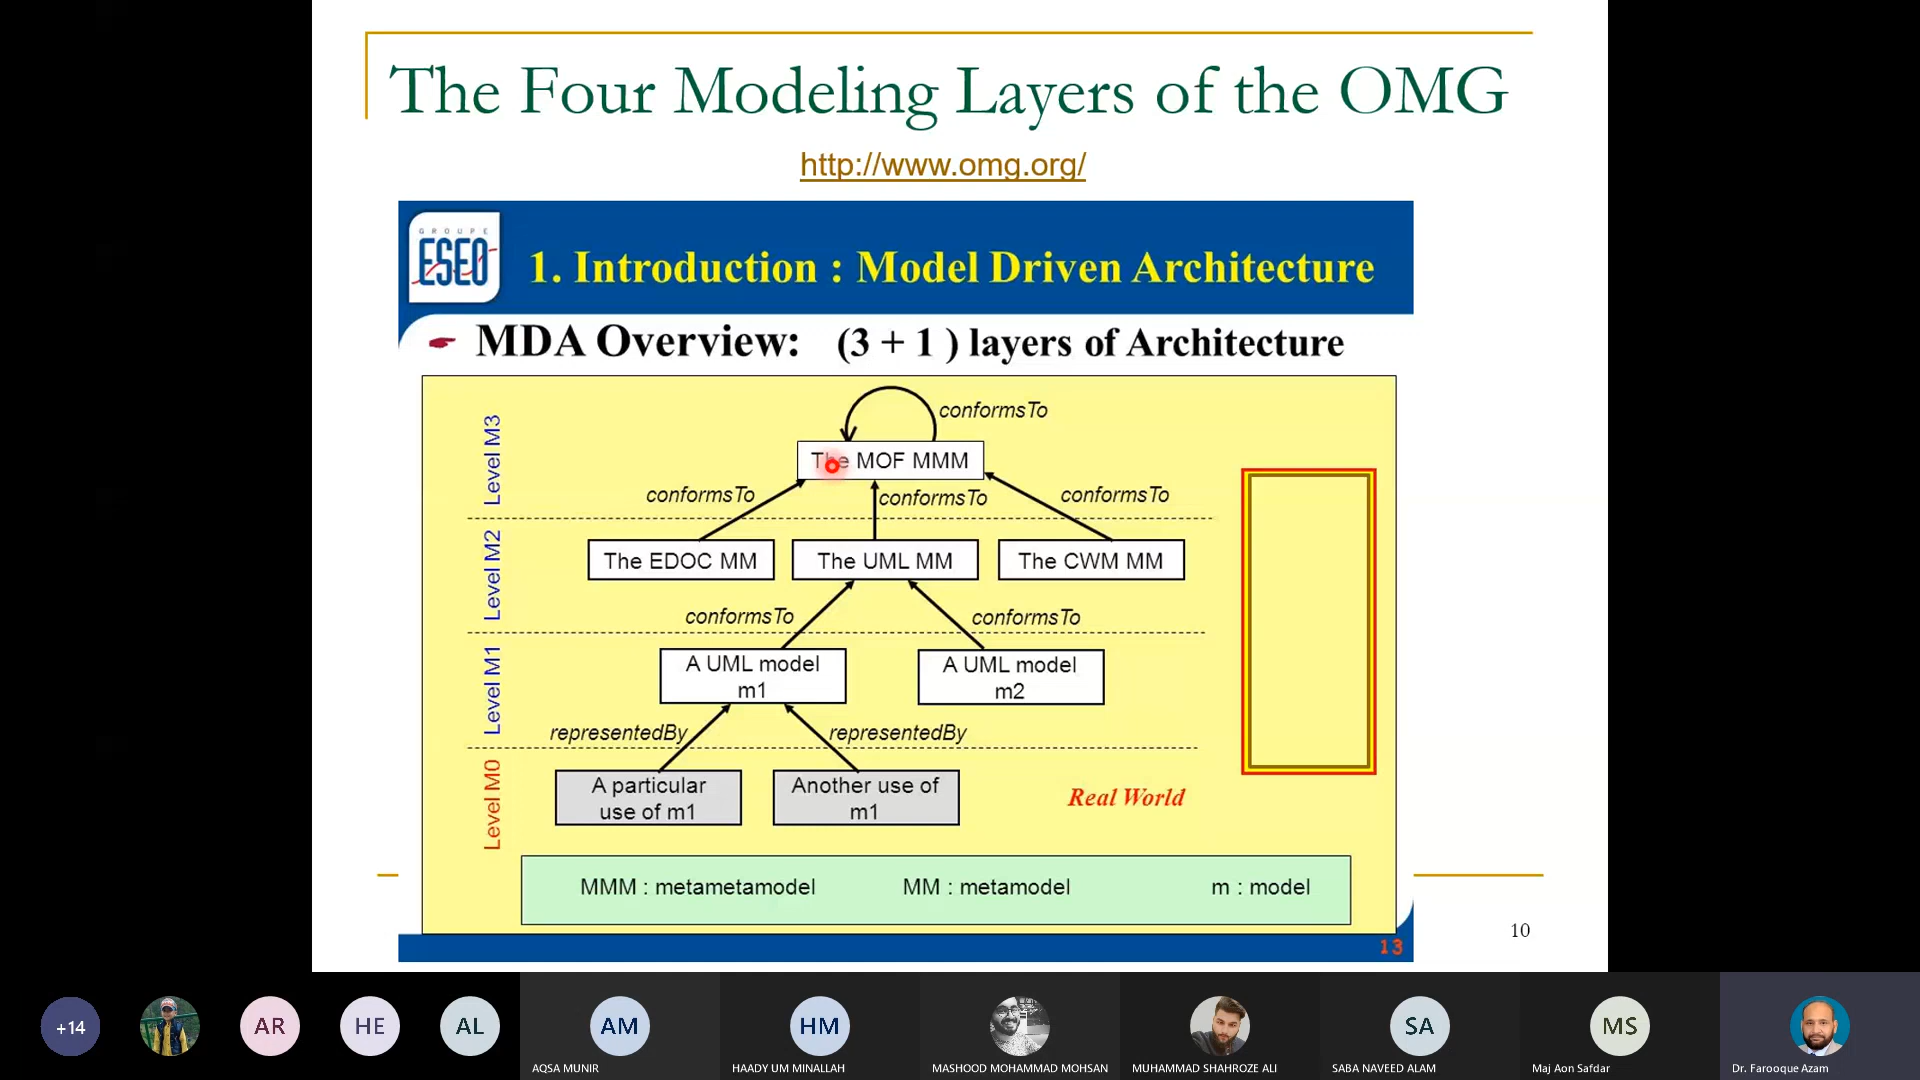 The Four Modeling Layers of the OMG
http://www.omg.org/
GROUPE
ESEO
1. Introduction : Model Driven Architecture
MDA Overview: (3 + 1 ) layers of Architecture
Level M3
conformsTo
The MOF MMM
conformsTo
conformsTo
conformsTo
Level M2
The EDOC MM
The UML MM
The CWM MM
conformsTo
conformsTo
Level M1
A UML model
m1
A UML model
m2
representedBy
representedBy
Level M0
A particular
use of m1
Another use of
m1
Real World
MMM : metametamodel MM : metamodel m : model
13
10
+14
AR
HE
AL
AM
HM
SA
MS
AQSA MUNIR
HAADY UM MINALLAH
MASHOOD MOHAMMAD MOHSAN
MUHAMMAD SHAHROZE ALI
SABA NAVEED ALAM
Maj Aon Safdar
Dr. Farooque Azam